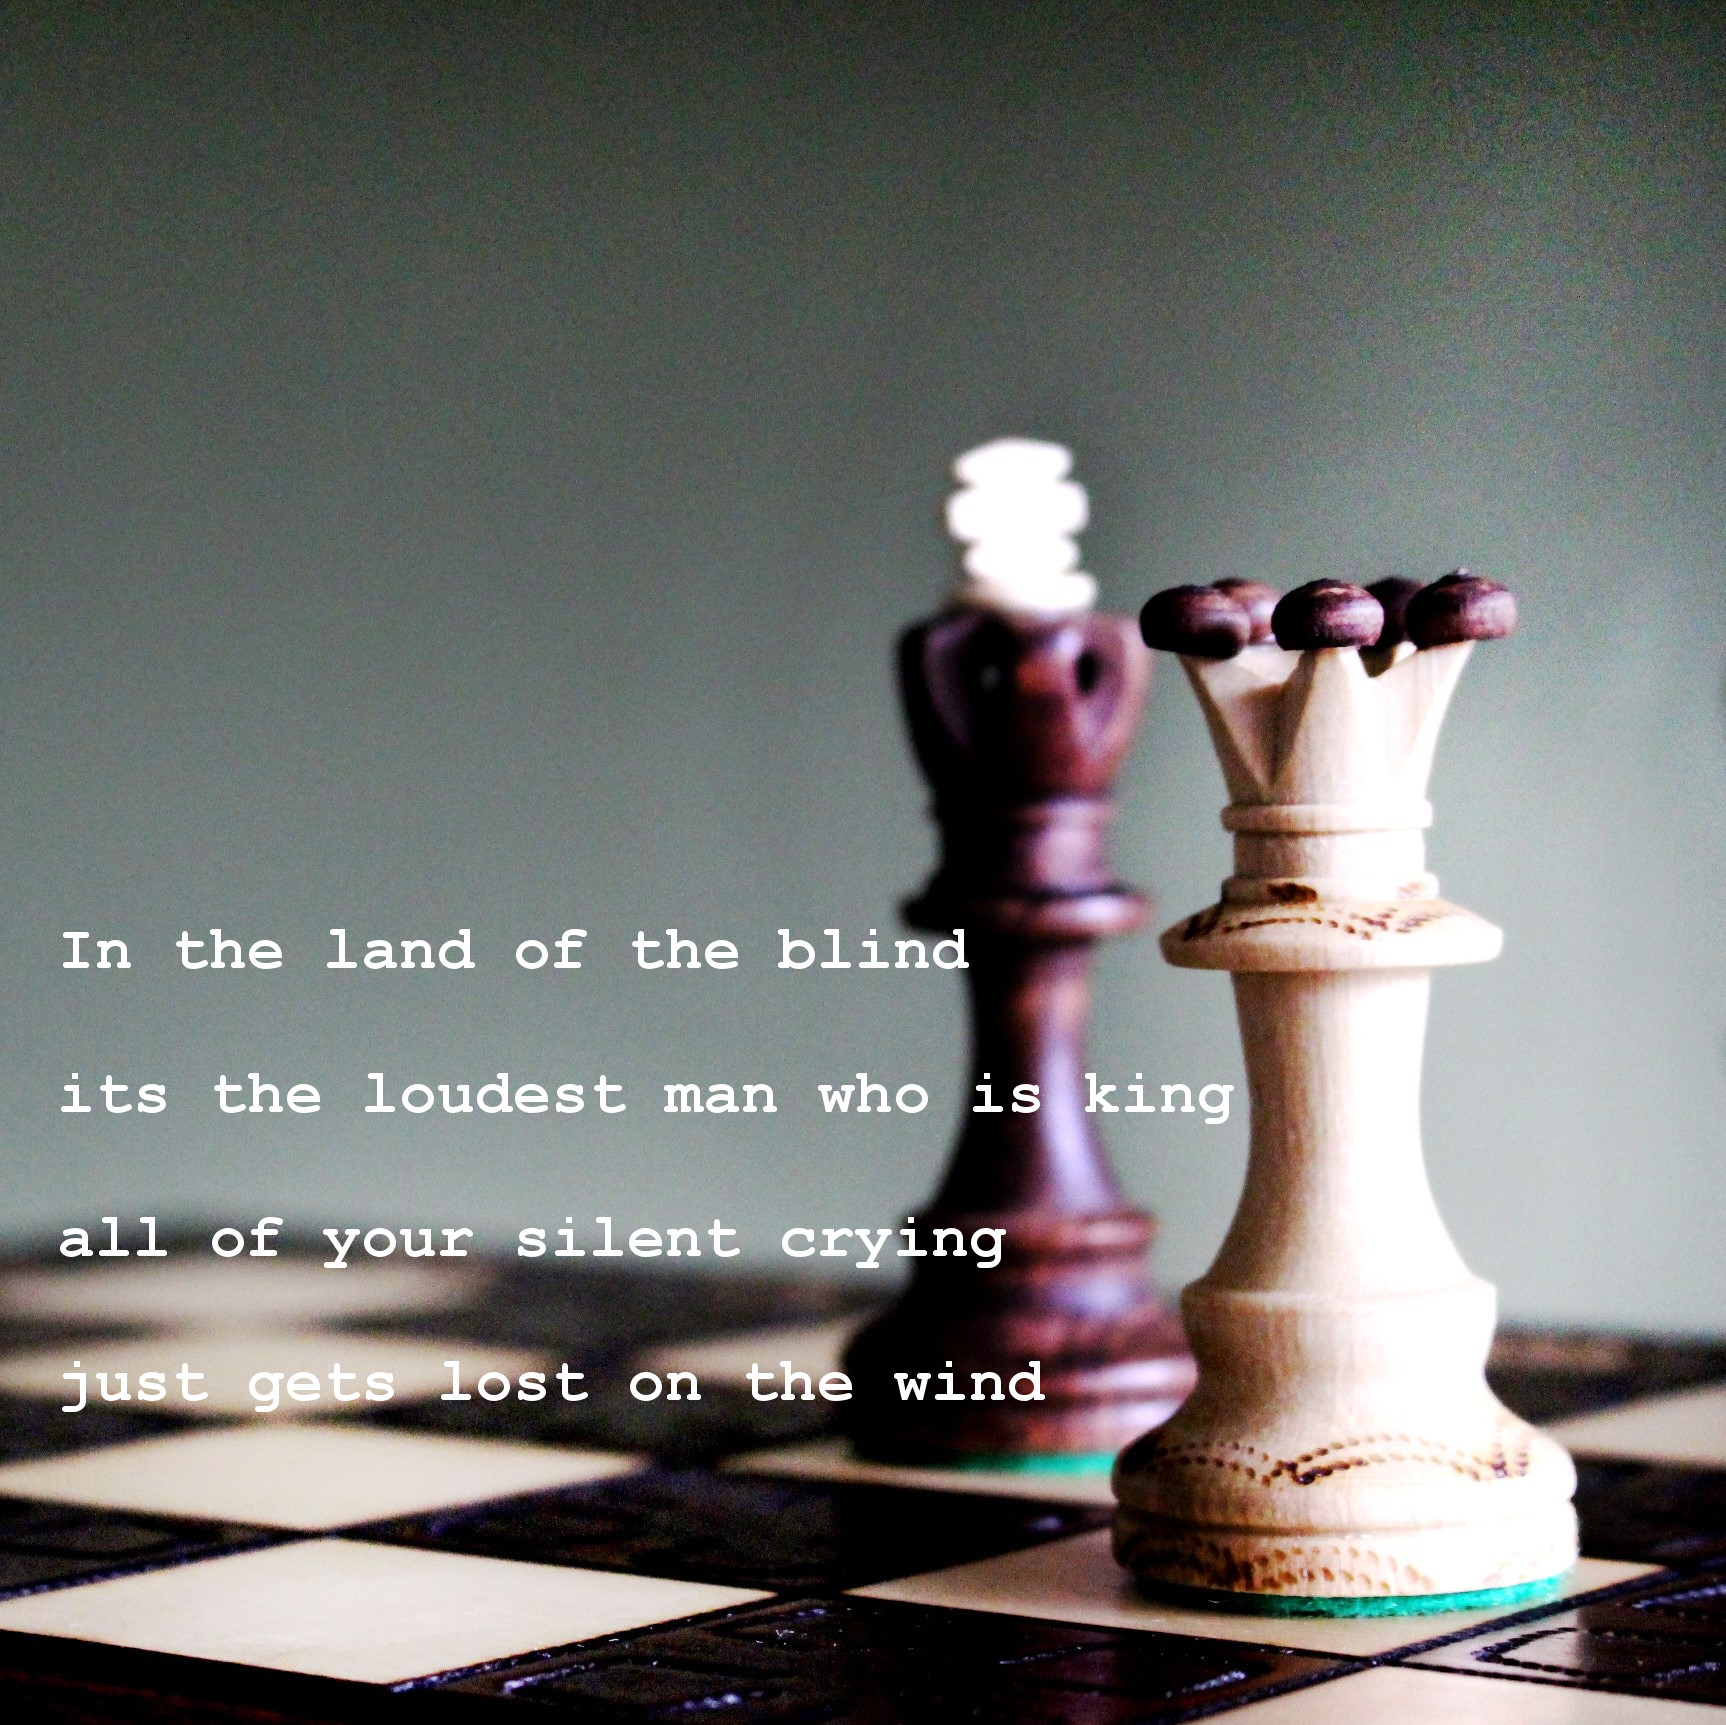 In the land of the blind
its the loudest man who is king
all of your silent crying
just gets lost on the wind